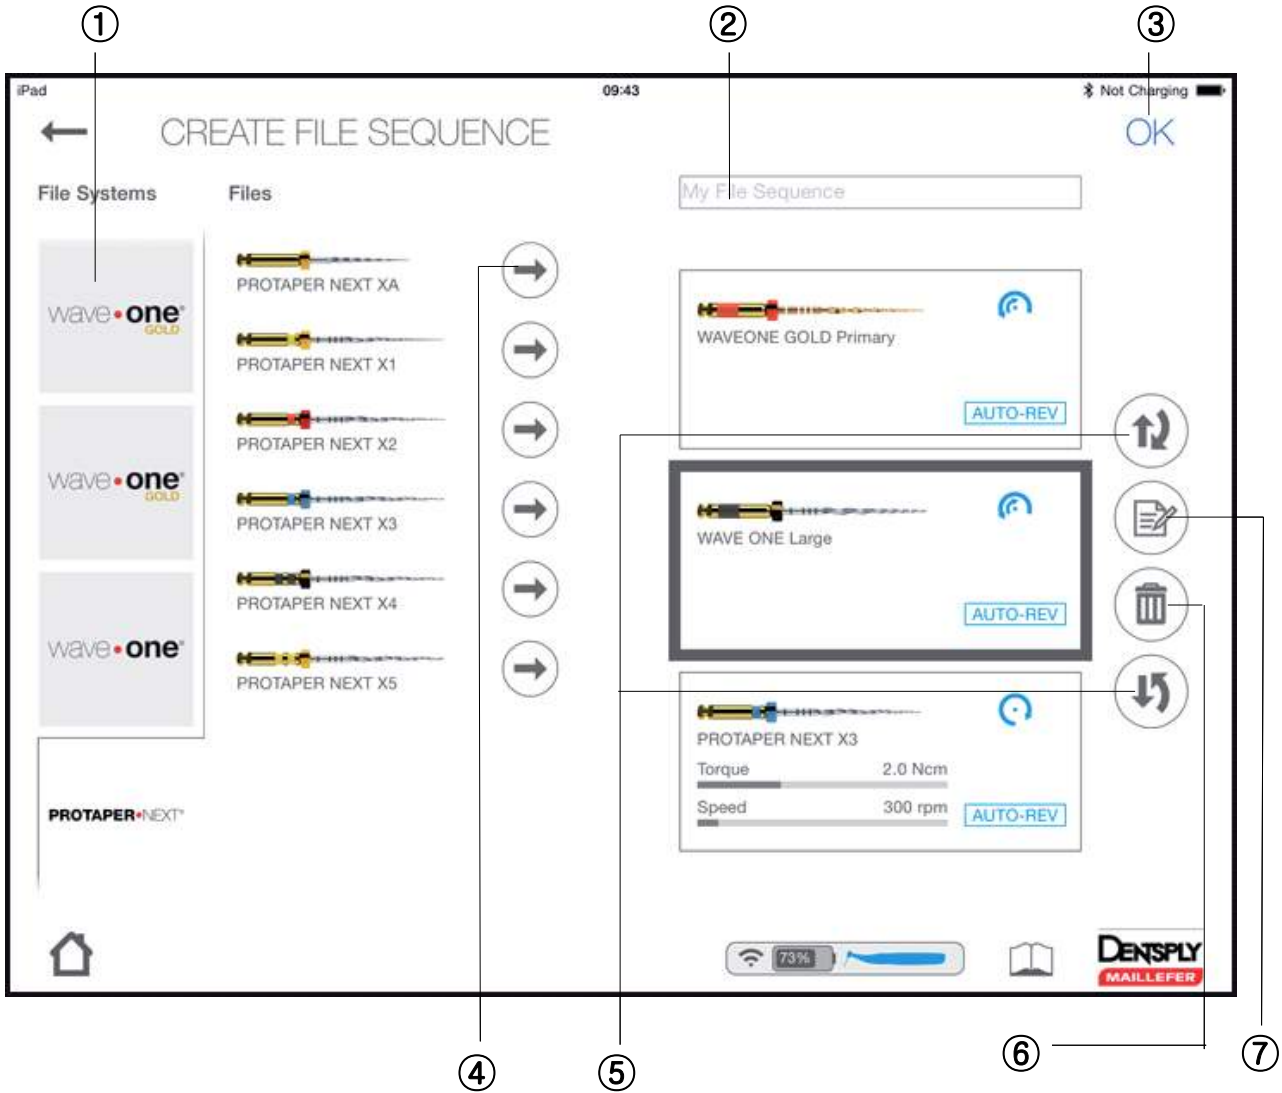 ① ② ③
iPad 09:43 Not Charging
CREATE FILE SEQUENCE OK
File Systems Files
My File Sequence
wave•one®
GOLD
wave•one®
GOLD
wave•one®
PROTAPER•NEXT®
PROTAPER NEXT XA
PROTAPER NEXT X1
PROTAPER NEXT X2
PROTAPER NEXT X3
PROTAPER NEXT X4
PROTAPER NEXT X5
WAVEONE GOLD Primary
AUTO-REV
WAVE ONE Large
AUTO-REV
PROTAPER NEXT X3
Torque 2.0 Ncm
Speed 300 rpm
AUTO-REV
73%
DENTSPLY
MAILLEFER
④ ⑤ ⑥ ⑦